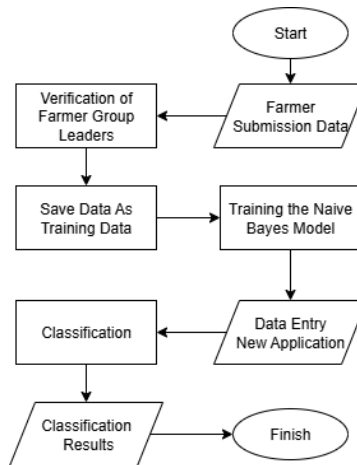 Start
Farmer
Submission Data
Verification of
Farmer Group
Leaders
Save Data As
Training Data
Training the Naive
Bayes Model
Data Entry
New Application
Classification
Classification
Results
Finish